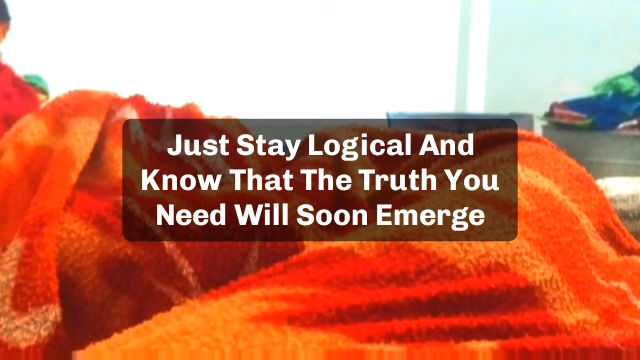 Just Stay Logical And
Know That The Truth You
Need Will Soon Emerge